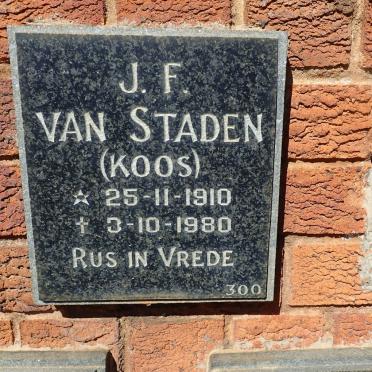 J. F.
VAN STADEN
(KOOS)
☆ 25-11-1910
† 3-10-1980
RUS IN VREDE
300